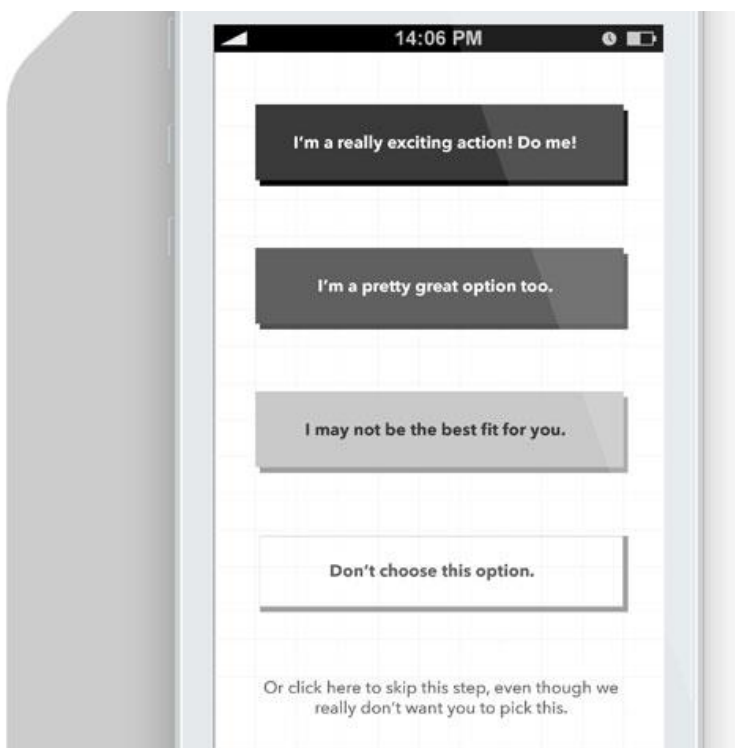 14:06 PM
I'm a really exciting action! Do me!
I'm a pretty great option too.
I may not be the best fit for you.
Don't choose this option.
Or click here to skip this step, even though we
really don't want you to pick this.